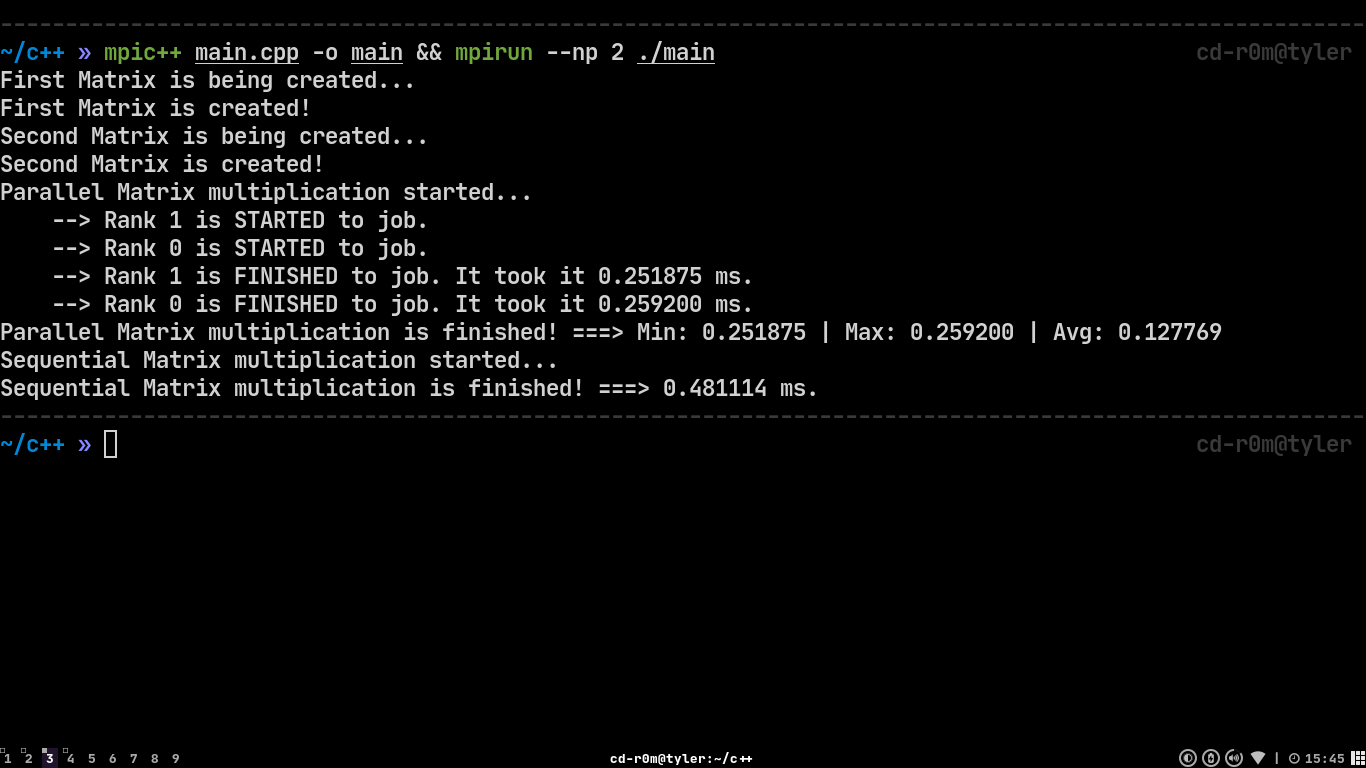 ~/c++ » mpic++ main.cpp -o main && mpirun --np 2 ./main cd-r0m@tyler
First Matrix is being created...
First Matrix is created!
Second Matrix is being created...
Second Matrix is created!
Parallel Matrix multiplication started...
--> Rank 1 is STARTED to job.
--> Rank 0 is STARTED to job.
--> Rank 1 is FINISHED to job. It took it 0.251875 ms.
--> Rank 0 is FINISHED to job. It took it 0.259200 ms.
Parallel Matrix multiplication is finished! ===> Min: 0.251875 | Max: 0.259200 | Avg: 0.127769
Sequential Matrix multiplication started...
Sequential Matrix multiplication is finished! ===> 0.481114 ms.
~/c++ » cd-r0m@tyler
1 2 3 4 5 6 7 8 9 cd-r0m@tyler:~/c++ | 15:45